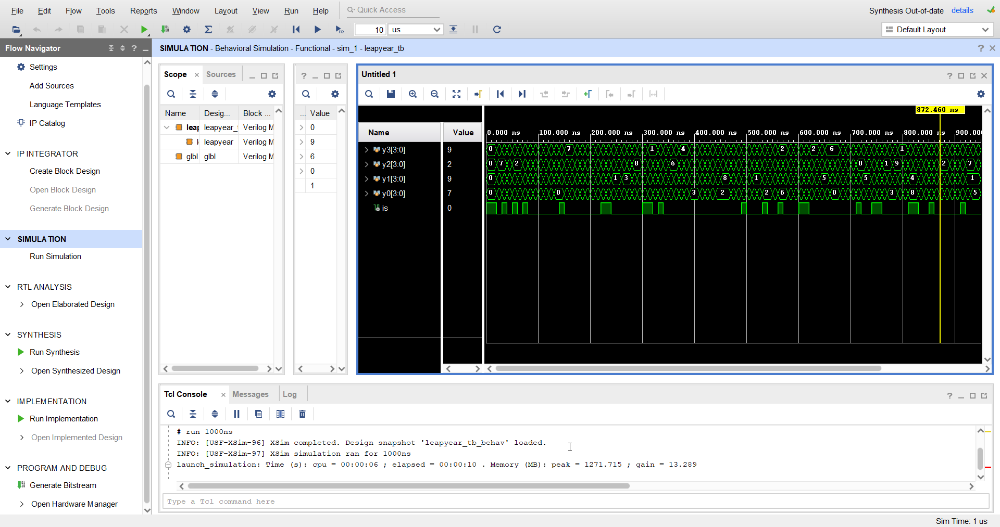 File Edit Flow Tools Reports Window Layout View Run Help Quick Access Synthesis Out-of-date details
10 us Default Layout
Flow Navigator
Settings
Add Sources
Language Templates
IP Catalog
IP INTEGRATOR
Create Block Design
Open Block Design
Generate Block Design
SIMULATION
Run Simulation
RTL ANALYSIS
Open Elaborated Design
SYNTHESIS
Run Synthesis
Open Synthesized Design
IMPLEMENTATION
Run Implementation
Open Implemented Design
PROGRAM AND DEBUG
Generate Bitstream
Open Hardware Manager
SIMULATION - Behavioral Simulation - Functional - sim_1 - leapyear_tb
Scope Sources
Name Desig... Block ...
leap leapyear_ Verilog M
l leapyear Verilog M
glbl glbl Verilog M
... Value
0
9
6
0
1
Untitled 1
872.460 ns
Name Value 0.000 ns 100.000 ns 200.000 ns 300.000 ns 400.000 ns 500.000 ns 600.000 ns 700.000 ns 800.000 ns 900.00
y3[3:0] 9 0 7 1 4 2 2 6 1
y2[3:0] 2 0 7 2 8 6 0 1 9 2 7
y1[3:0] 9 0 1 3 8 1 5 5 4 1
y0[3:0] 7 0 0 3 2 2 6 0 3 8 5
is 0
Tcl Console Messages Log
# run 1000ns
INFO: [USF-XSim-96] XSim completed. Design snapshot 'leapyear_tb_behav' loaded.
INFO: [USF-XSim-97] XSim simulation ran for 1000ns
launch_simulation: Time (s): cpu = 00:00:06 ; elapsed = 00:00:10 . Memory (MB): peak = 1271.715 ; gain = 13.289
Type a Tcl command here
Sim Time: 1 us